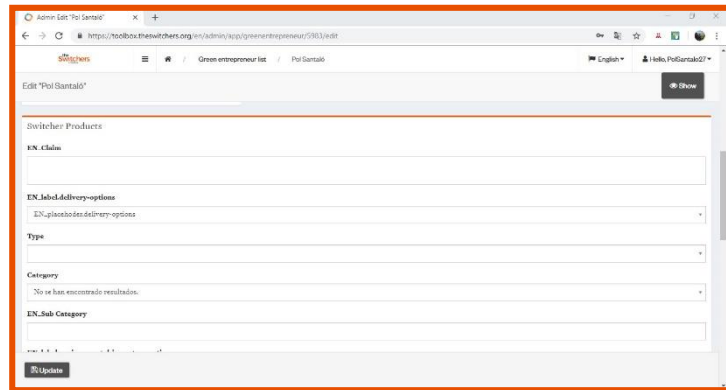 Admin Edit "Pol Santaló"
https://toolbox.theswitchers.org/en/admin/app/greenentrepreneur/5983/edit
the Switchers / Green entrepreneur list / Pol Santaló English Hello, PolSantalo27
Edit "Pol Santaló" Show
Switcher Products
EN_Claim
EN_label.delivery-options
EN_placehoder.delivery-options
Type
Category
No se han encontrado resultados.
EN_Sub Category
Update